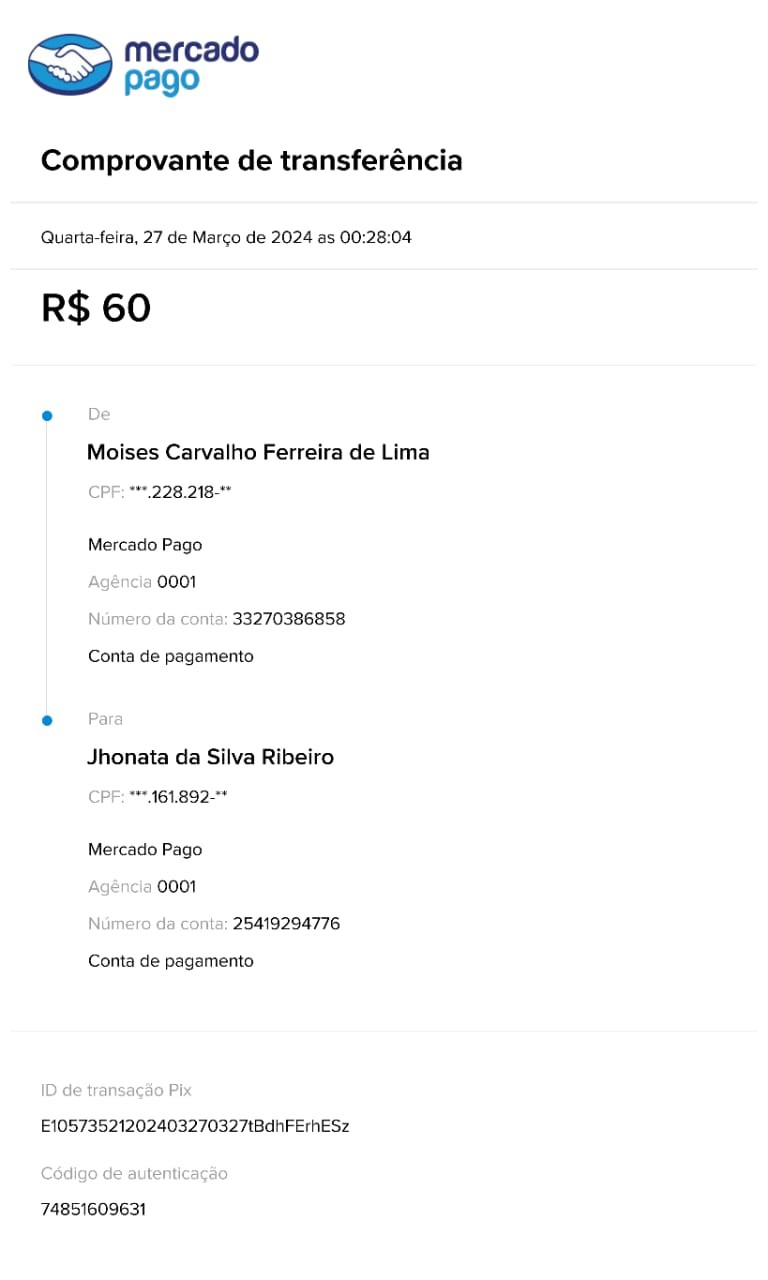 mercado
pago
Comprovante de transferência
Quarta-feira, 27 de Março de 2024 as 00:28:04
R$ 60
De
Moises Carvalho Ferreira de Lima
CPF: ***.228.218-**
Mercado Pago
Agência 0001
Número da conta: 33270386858
Conta de pagamento
Para
Jhonata da Silva Ribeiro
CPF: ***.161.892-**
Mercado Pago
Agência 0001
Número da conta: 25419294776
Conta de pagamento
ID de transação Pix
E10573521202403270327tBdhFErhESz
Código de autenticação
74851609631